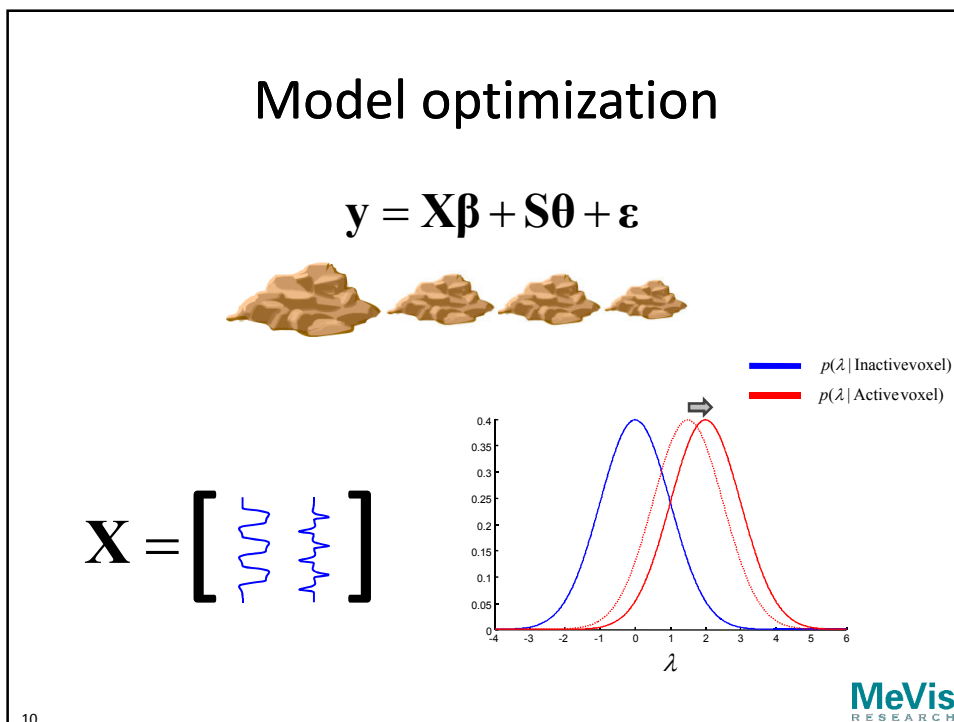 Model optimization
y = Xβ + Sθ + ε
p(λ | Inactivevoxel)
p(λ | Activevoxel)
0.4
0.35
0.3
0.25
0.2
0.15
0.1
0.05
0
-4 -3 -2 -1 0 1 2 3 4 5 6
λ
X = [ ]
MeVis
RESEARCH
10